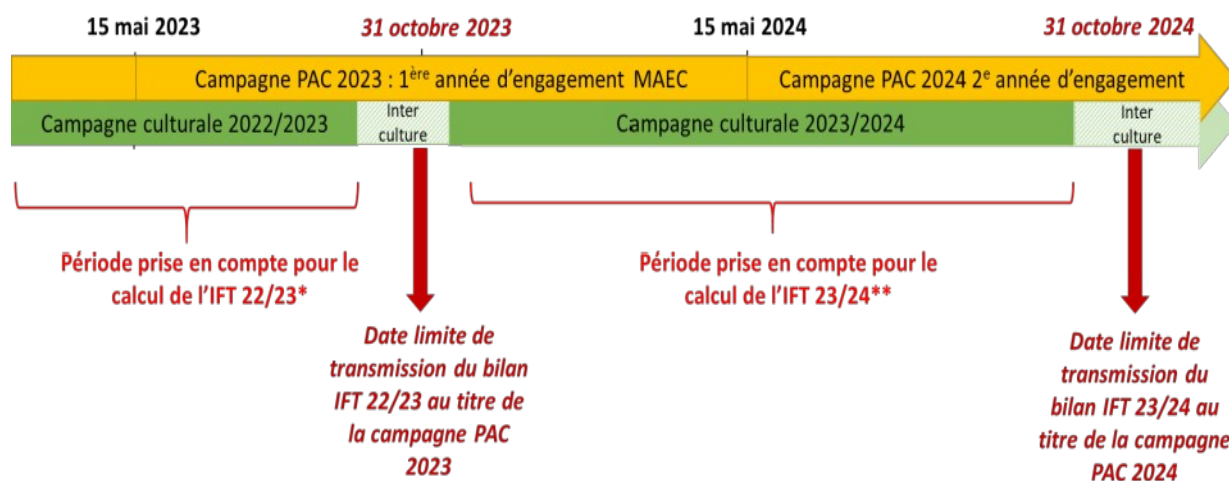 15 mai 2023
31 octobre 2023
15 mai 2024
31 octobre 2024
Campagne PAC 2023 : 1ère année d’engagement MAEC
Campagne PAC 2024 2e année d’engagement
Campagne culturale 2022/2023
Inter
culture
Campagne culturale 2023/2024
Inter
culture
Période prise en compte pour le
calcul de l’IFT 22/23*
Période prise en compte pour le
calcul de l’IFT 23/24**
Date limite de
transmission du bilan
IFT 22/23 au titre de
la campagne PAC
2023
Date limite de
transmission du
bilan IFT 23/24 au
titre de la campagne
PAC 2024